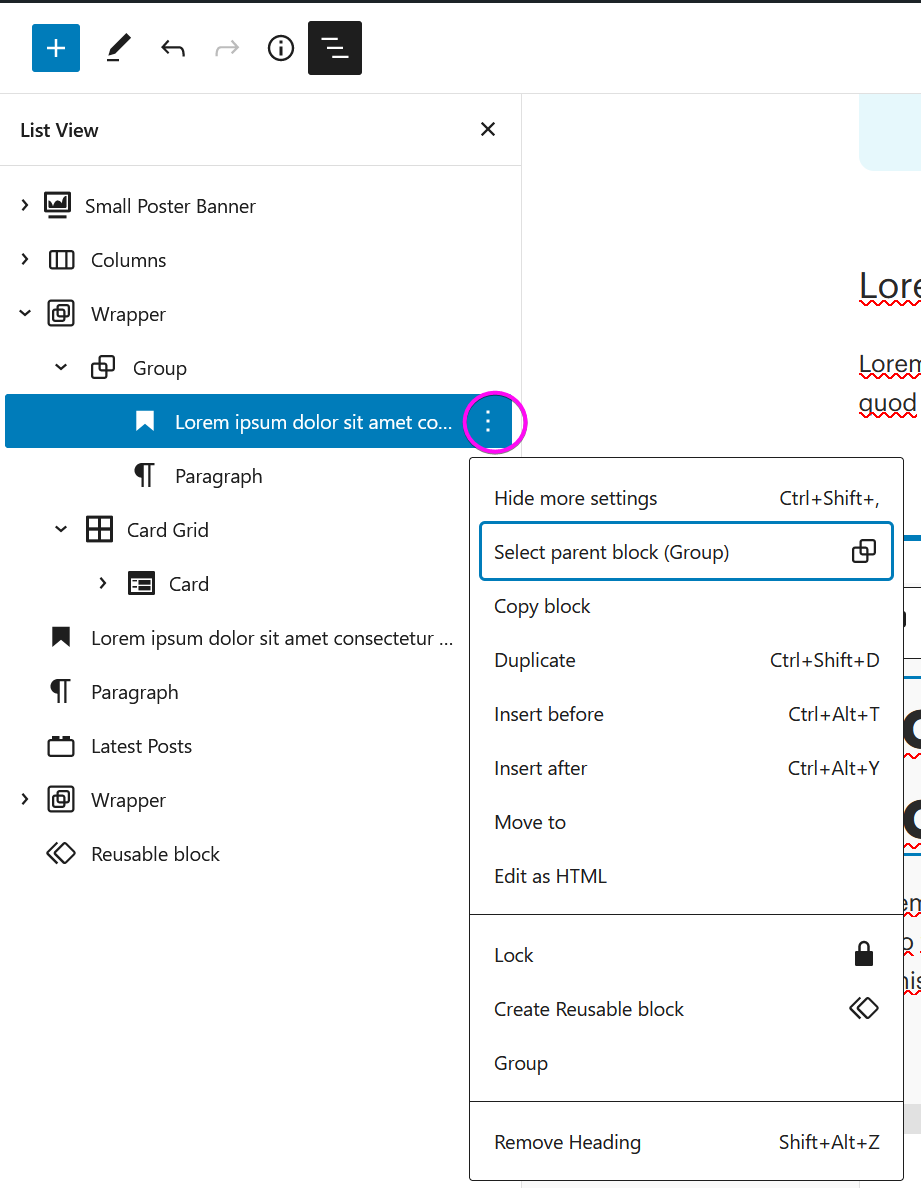 List View
Small Poster Banner
Columns
Wrapper
Group
Lorem ipsum dolor sit amet co...
Paragraph
Card Grid
Card
Lorem ipsum dolor sit amet consectetur ...
Paragraph
Latest Posts
Wrapper
Reusable block
Hide more settings Ctrl+Shift+,
Select parent block (Group)
Copy block
Duplicate Ctrl+Shift+D
Insert before Ctrl+Alt+T
Insert after Ctrl+Alt+Y
Move to
Edit as HTML
Lock
Create Reusable block
Group
Remove Heading Shift+Alt+Z
Lore
Lorem
quod